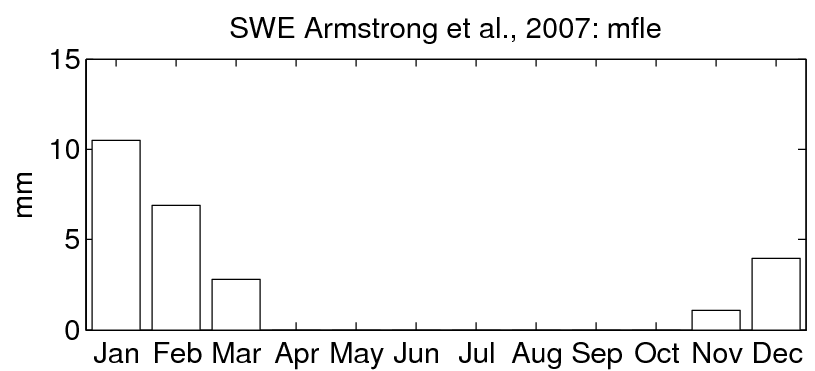 SWE Armstrong et al., 2007: mfle
15
10
5
0
mm
Jan Feb Mar Apr May Jun Jul Aug Sep Oct Nov Dec